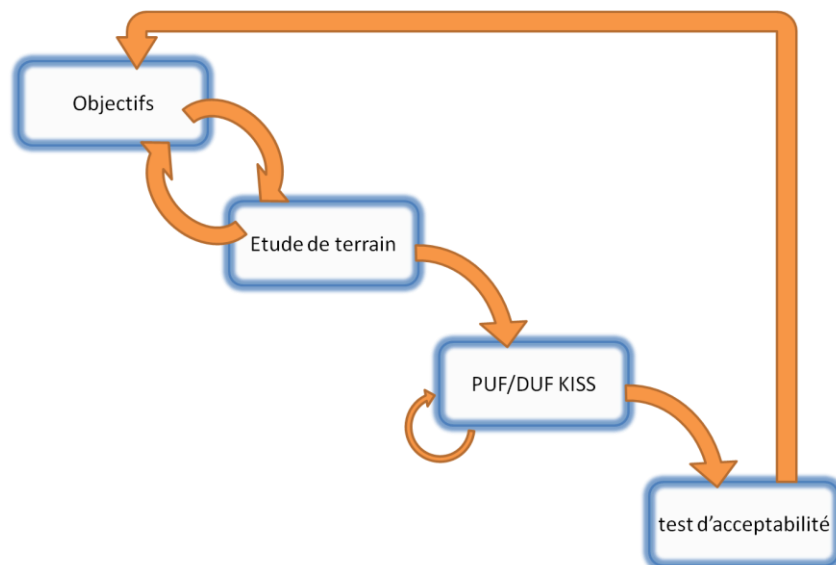 Objectifs
Etude de terrain
PUF/DUF KISS
test d’acceptabilité